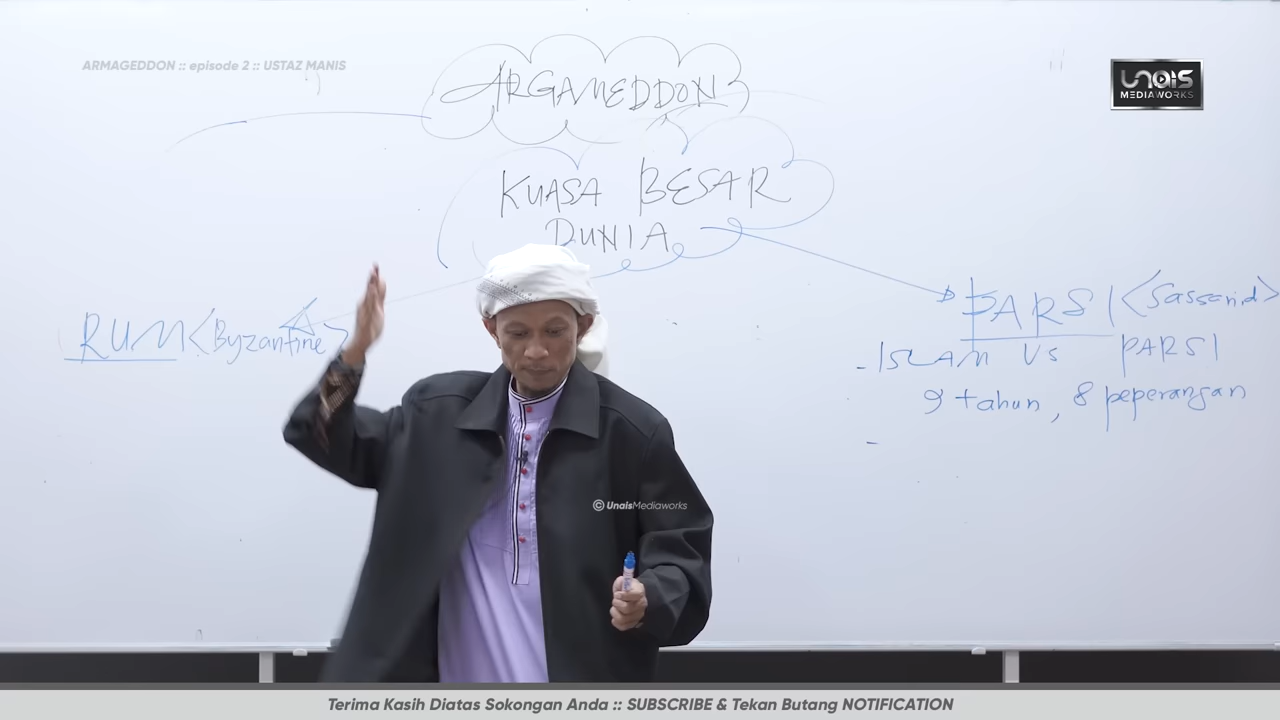 ARMAGEDDON :: episode 2 :: USTAZ MANIS
UNAIS
MEDIAWORKS
ARGAMEDDON
KUASA BESAR
DUNIA
RUM <Byzantine>
PARSI <Sassanid>
- ISLAM Vs PARSI
9 tahun, 8 peperangan
-
© UnaisMediaworks
Terima Kasih Diatas Sokongan Anda :: SUBSCRIBE & Tekan Butang NOTIFICATION